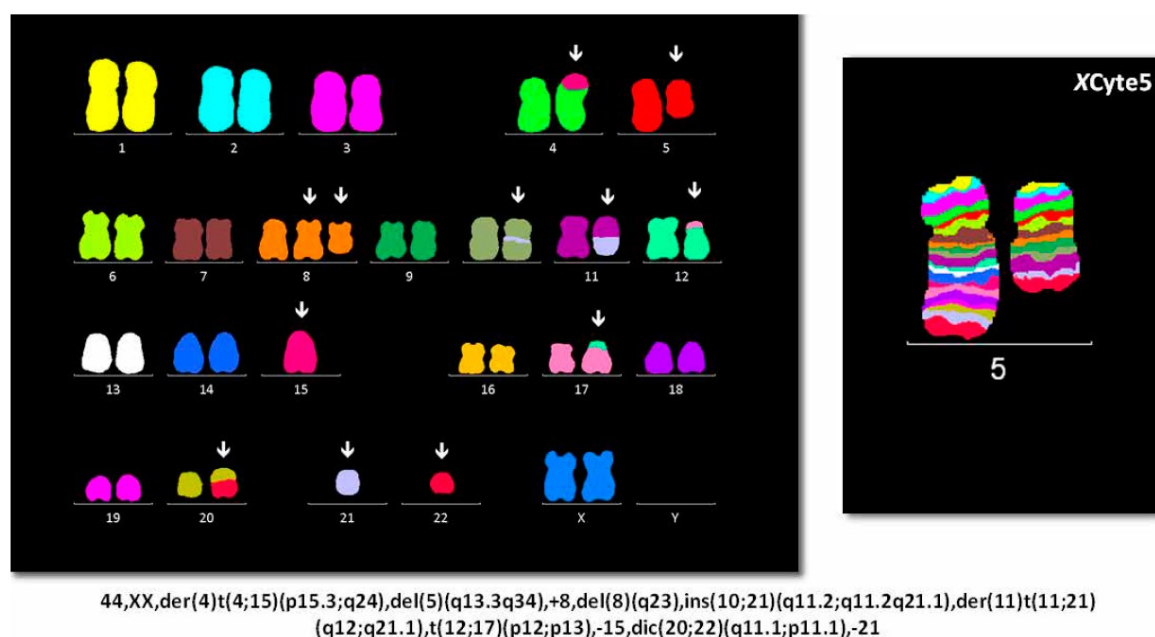 XCyte5
1 2 3 4 5
6 7 8 9 11 12
13 14 15 16 17 18
19 20 21 22 X Y
5
44,XX,der(4)t(4;15)(p15.3;q24),del(5)(q13.3q34),+8,del(8)(q23),ins(10;21)(q11.2;q11.2q21.1),der(11)t(11;21)
(q12;q21.1),t(12;17)(p12;p13),-15,dic(20;22)(q11.1;p11.1),-21